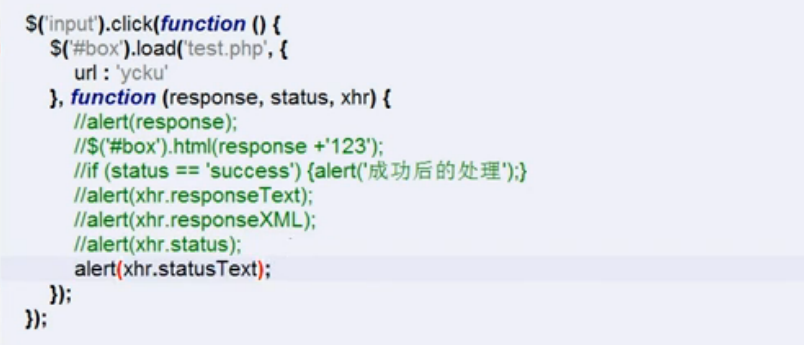 $('input').click(function () {
$('#box').load('test.php', {
url : 'ycku'
}, function (response, status, xhr) {
//alert(response);
//$('#box').html(response +'123');
//if (status == 'success') {alert('成功后的处理');}
//alert(xhr.responseText);
//alert(xhr.responseXML);
//alert(xhr.status);
alert(xhr.statusText);
});
});